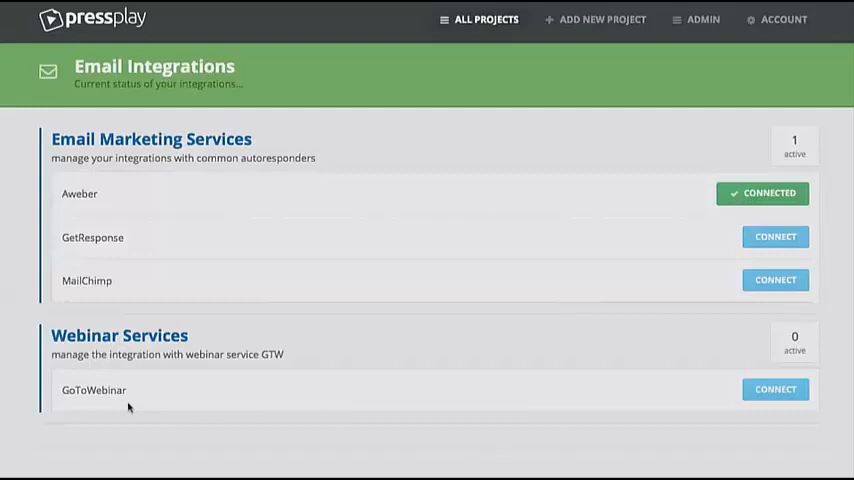 pressplay
ALL PROJECTS
ADD NEW PROJECT
ADMIN
ACCOUNT
Email Integrations
Current status of your integrations...
Email Marketing Services
manage your integrations with common autoresponders
1
active
Aweber
CONNECTED
GetResponse
CONNECT
MailChimp
CONNECT
Webinar Services
manage the integration with webinar service GTW
0
active
GoToWebinar
CONNECT